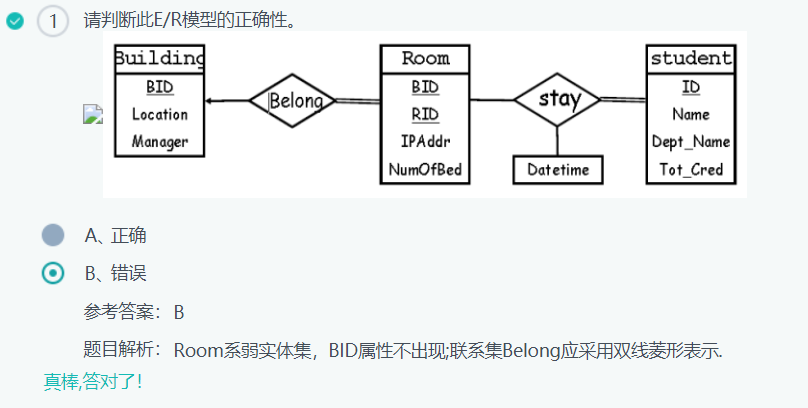 1 请判断此E/R模型的正确性。
Building Room student
BID Belong BID stay ID
Location RID Name
Manager IPAddr Dept_Name
NumOfBed Datetime Tot_Cred
A、正确
B、错误
参考答案： B
题目解析： Room系弱实体集，BID属性不出现;联系集Belong应采用双线菱形表示.
真棒,答对了！